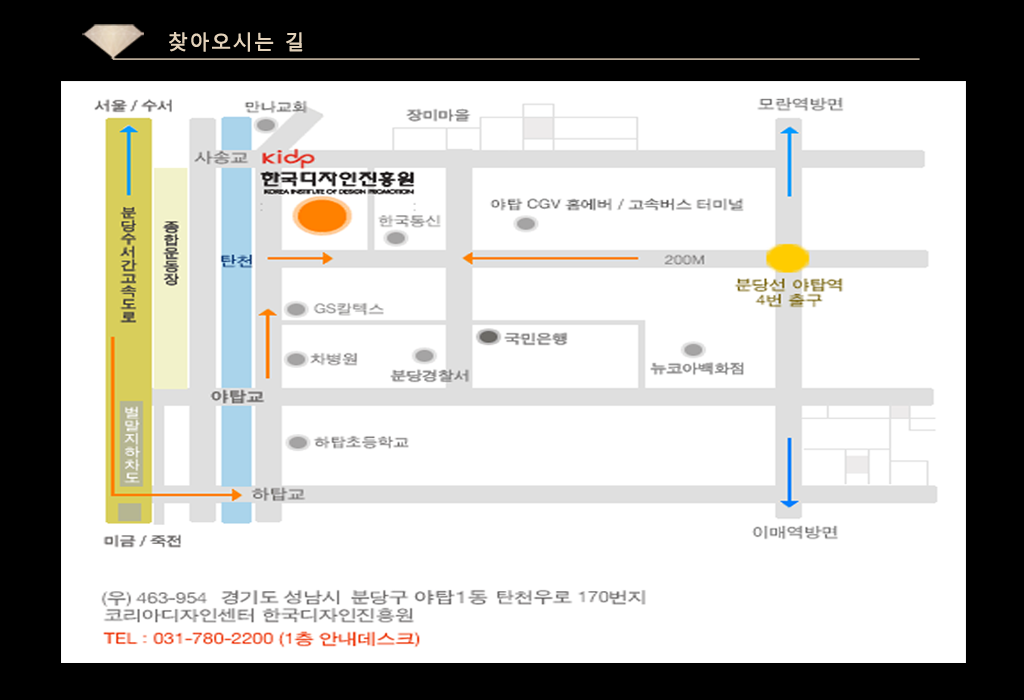 찾아오시는 길
서울 / 수서
만나교회
장미마을
모란역방면
사송교
kidp
한국디자인진흥원
KOREA INSTITUTE OF DESIGN PROMOTION
분당수서간고속도로
종합운동장
한국통신
야탑 CGV 홈에버 / 고속버스 터미널
탄천
200M
분당선 야탑역
4번 출구
GS칼텍스
국민은행
차병원
분당경찰서
뉴코아백화점
야탑교
벌말지하차도
하탑초등학교
하탑교
미금 / 죽전
이매역방면
(우) 463-954 경기도 성남시 분당구 야탑1동 탄천우로 170번지
코리아디자인센터 한국디자인진흥원
TEL : 031-780-2200 (1층 안내데스크)